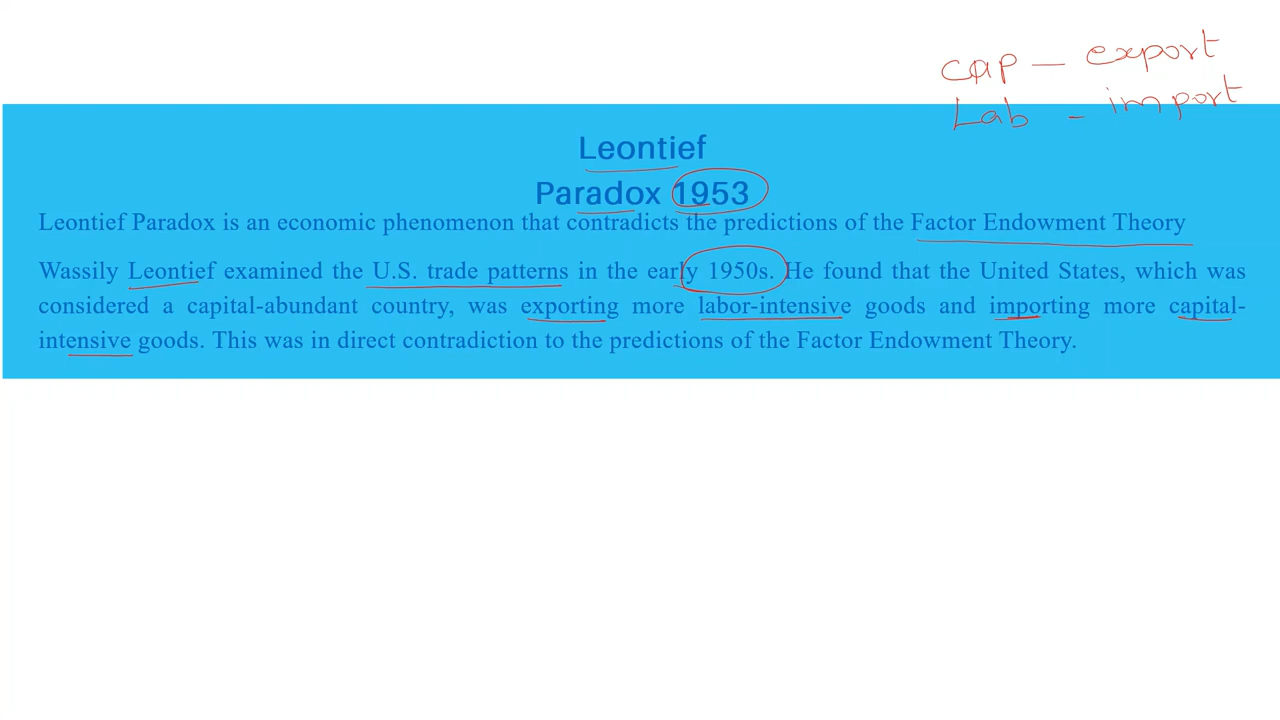 cap - export
Lab - import
Leontief
Paradox 1953
Leontief Paradox is an economic phenomenon that contradicts the predictions of the Factor Endowment Theory
Wassily Leontief examined the U.S. trade patterns in the early 1950s. He found that the United States, which was
considered a capital-abundant country, was exporting more labor-intensive goods and importing more capital-
intensive goods. This was in direct contradiction to the predictions of the Factor Endowment Theory.